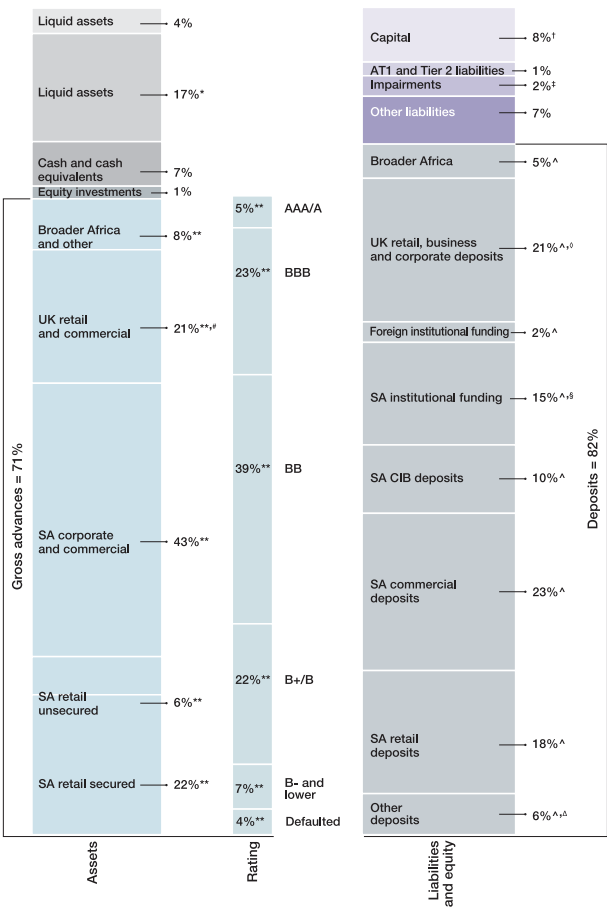 Liquid assets 4%
Liquid assets 17%*
Cash and cash
equivalents 7%
Equity investments 1%
Broader Africa
and other 8%**
UK retail
and commercial 21%**,#
SA corporate
and commercial 43%**
SA retail
unsecured 6%**
SA retail secured 22%**
Gross advances = 71%
Assets
5%** AAA/A
23%** BBB
39%** BB
22%** B+/B
7%** B- and
lower
4%** Defaulted
Rating
Capital 8%†
AT1 and Tier 2 liabilities 1%
Impairments 2%‡
Other liabilities 7%
Broader Africa 5%^
UK retail, business
and corporate deposits 21%^,◊
Foreign institutional funding 2%^
SA institutional funding 15%^,§
SA CIB deposits 10%^
SA commercial
deposits 23%^
SA retail
deposits 18%^
Other
deposits 6%^,Δ
Deposits = 82%
Liabilities
and equity